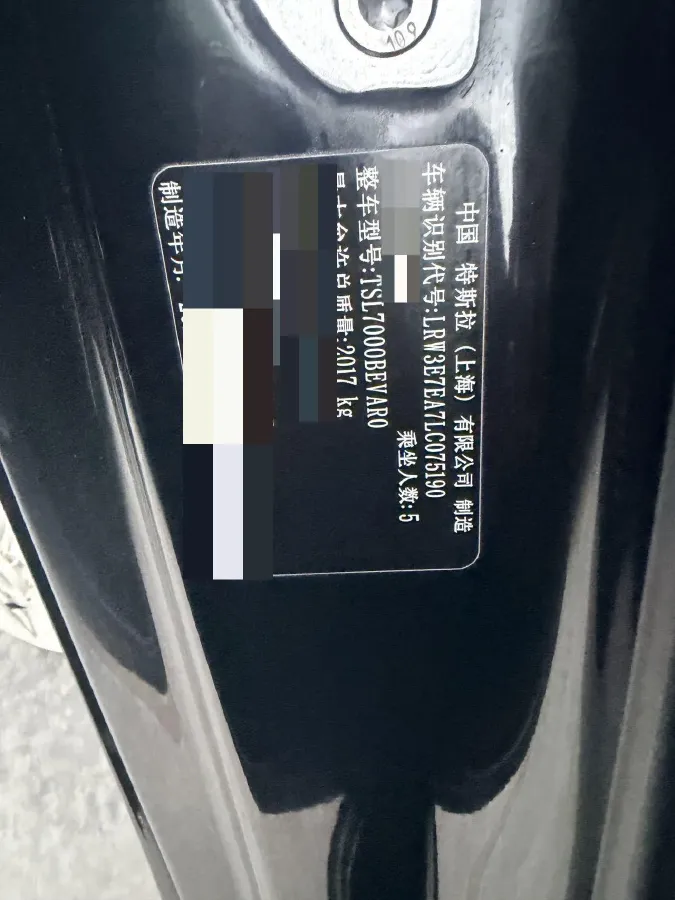 109
中国 特斯拉 (上海) 有限公司 制造
车辆识别代号:LRW3E7EA7LC075190
乘坐人数:5
整车型号:TSL7000BEVAR0
最大允许总质量:2017 kg
制造年月: